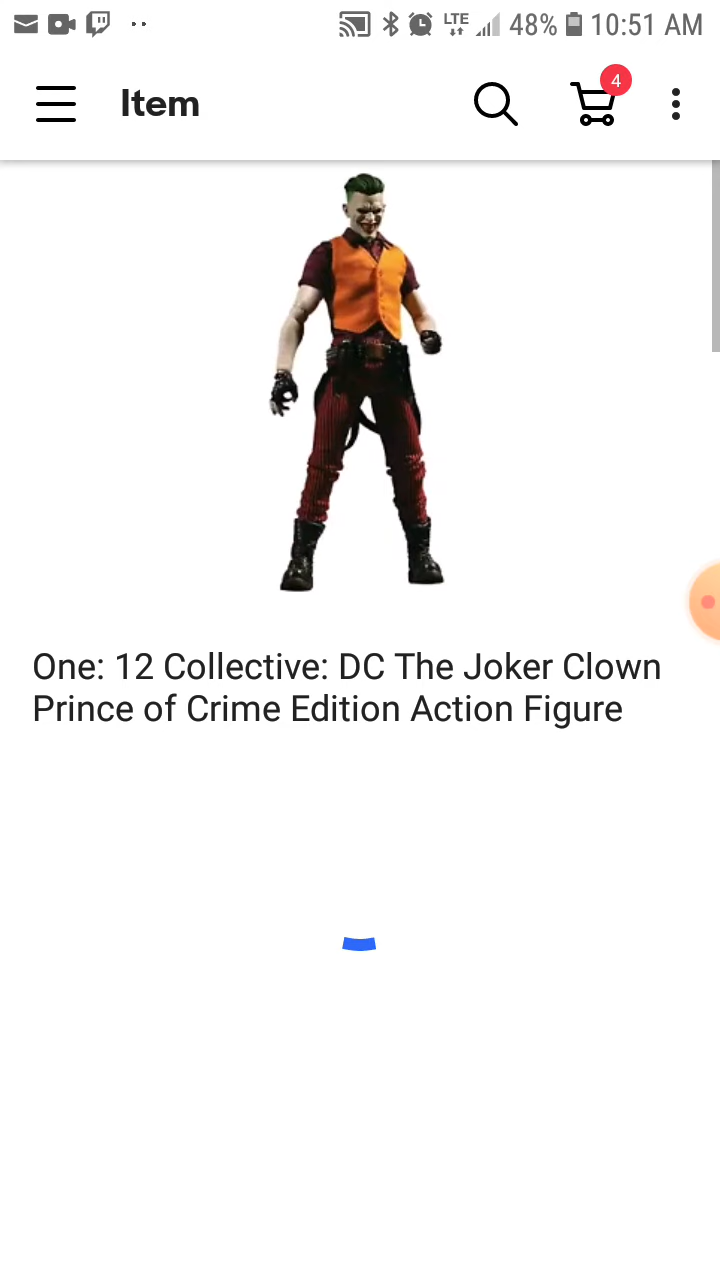 LTE 48% 10:51 AM
Item
4
One: 12 Collective: DC The Joker Clown
Prince of Crime Edition Action Figure